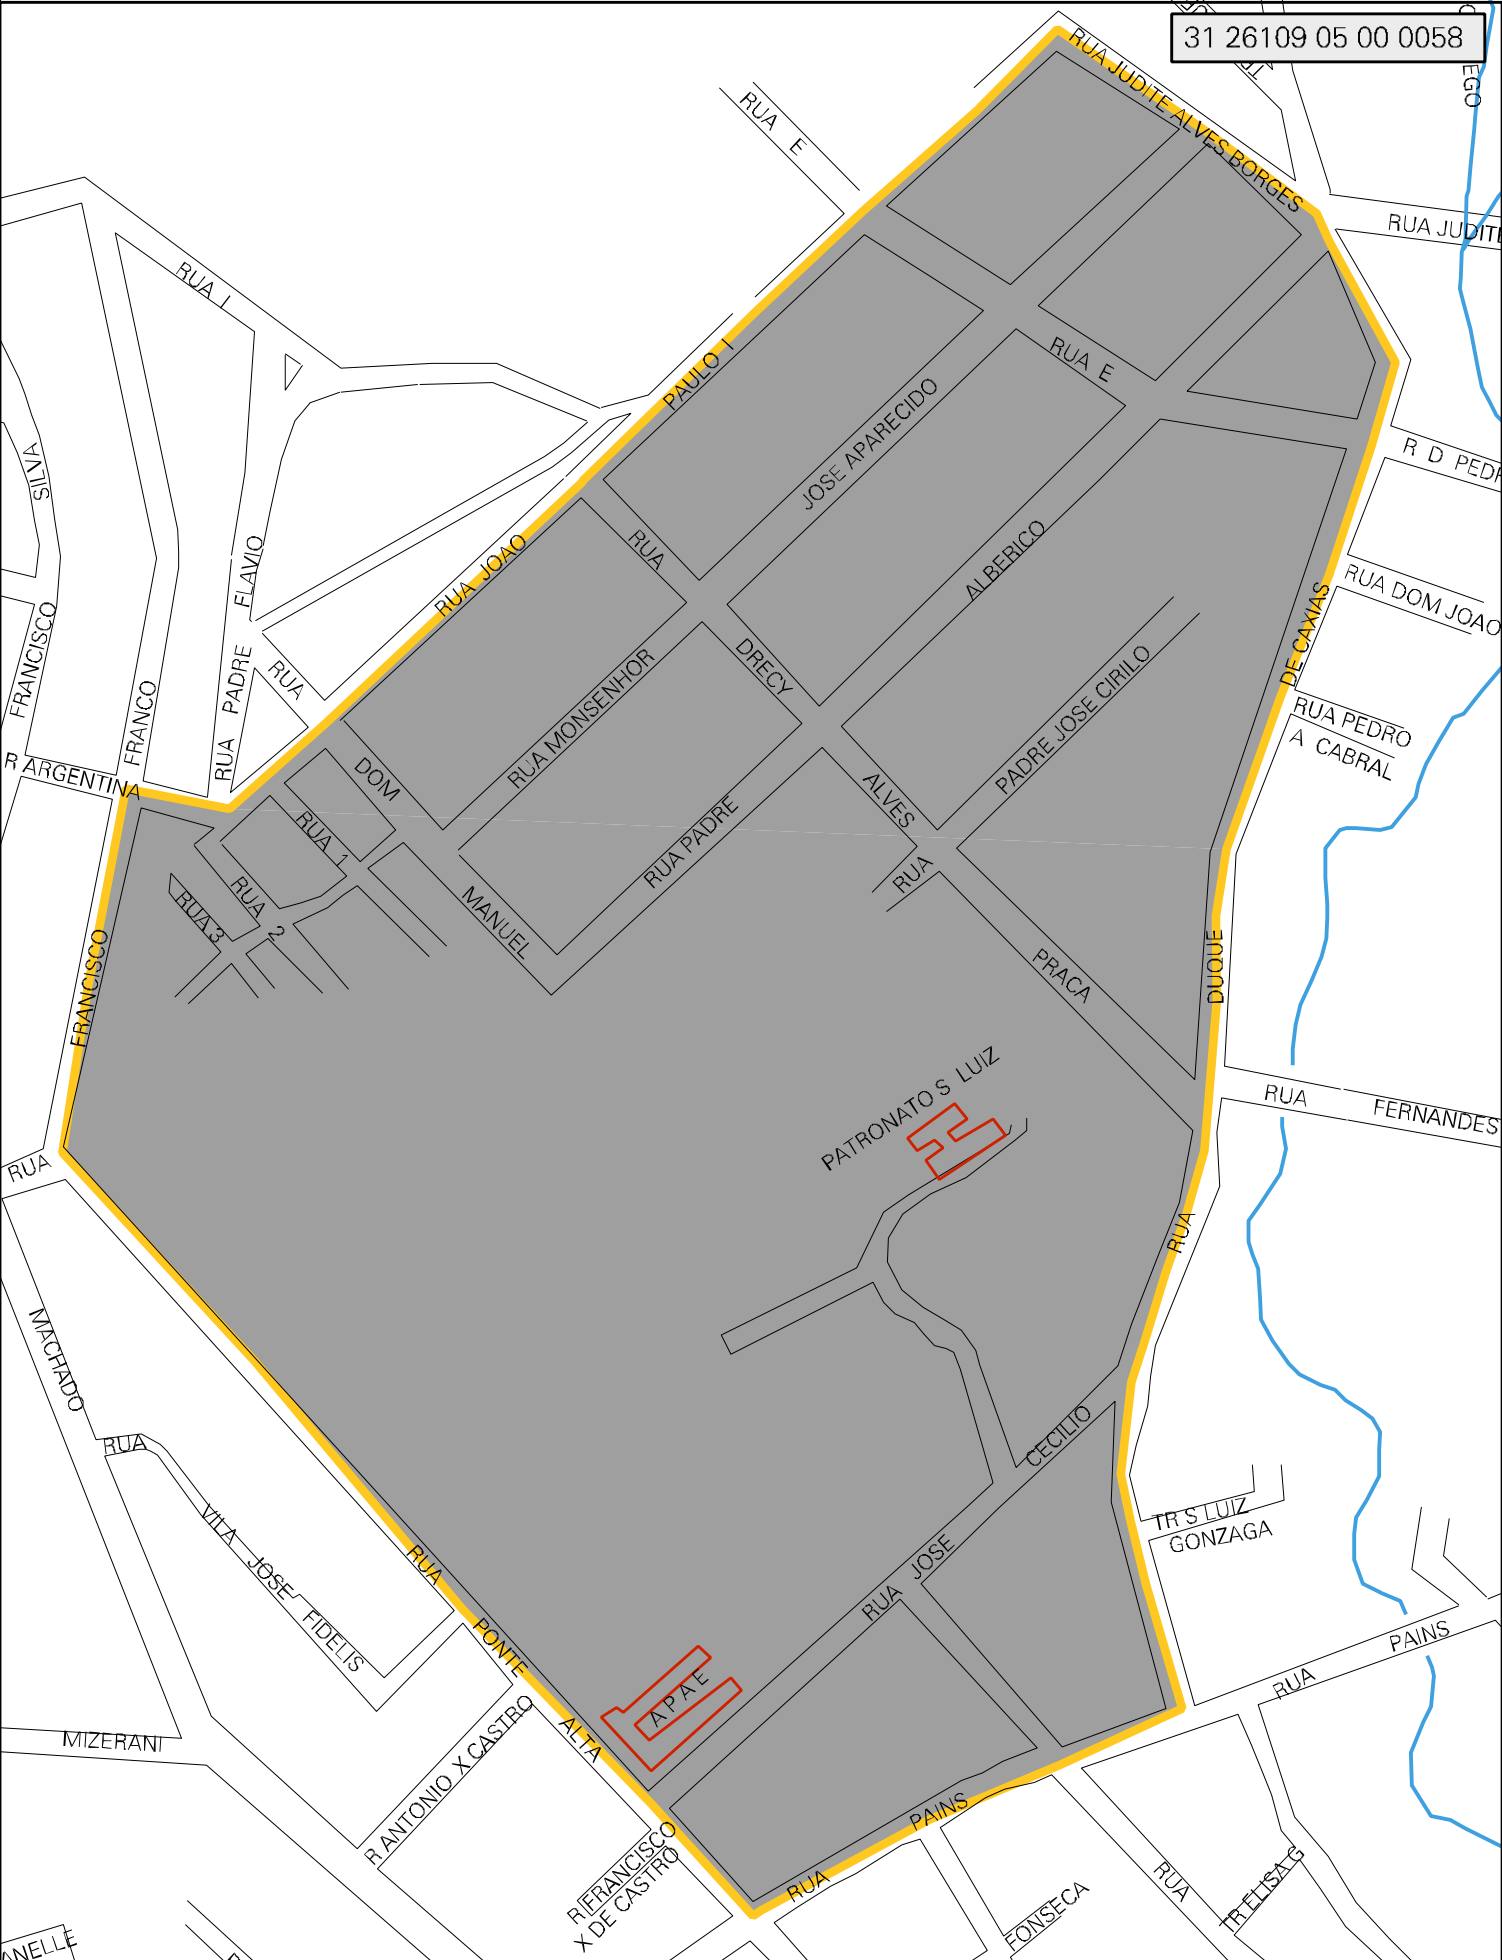 31 26109 05 00 0058
RUA JUDITE ALVES BORGES
RUA E
RUA JUDITE
RUA I
PAULO I
RUA E
JOSE APARECIDO
R D PEDR
SILVA
RUA
ALBERICO
RUA JOAO
FLAVIO
RUA DOM JOAO
DE CAXIAS
FRANCISCO
PADRE
RUA
DRECY
RUA MONSENHOR
PADRE JOSE CIRILO
FRANCO
RUA
RUA PEDRO
A CABRAL
R ARGENTINA
DOM
ALVES
RUA 1
RUA PADRE
RUA
RUA 2
RUA 3
MANUEL
FRANCISCO
PRACA
DUQUE
PATRONATO S LUIZ
RUA
FERNANDES
RUA
RUA
MACHADO
CECILIO
RUA
VILA JOSE FIDELIS
TR S LUIZ
GONZAGA
RUA
RUA JOSE
PONTE
PAINS
RUA
APAE
ALTA
MIZERANI
R ANTONIO X CASTRO
PAINS
RUA
R FRANCISCO
X DE CASTRO
RUA
TR ELISA G
FONSECA
ANELLE